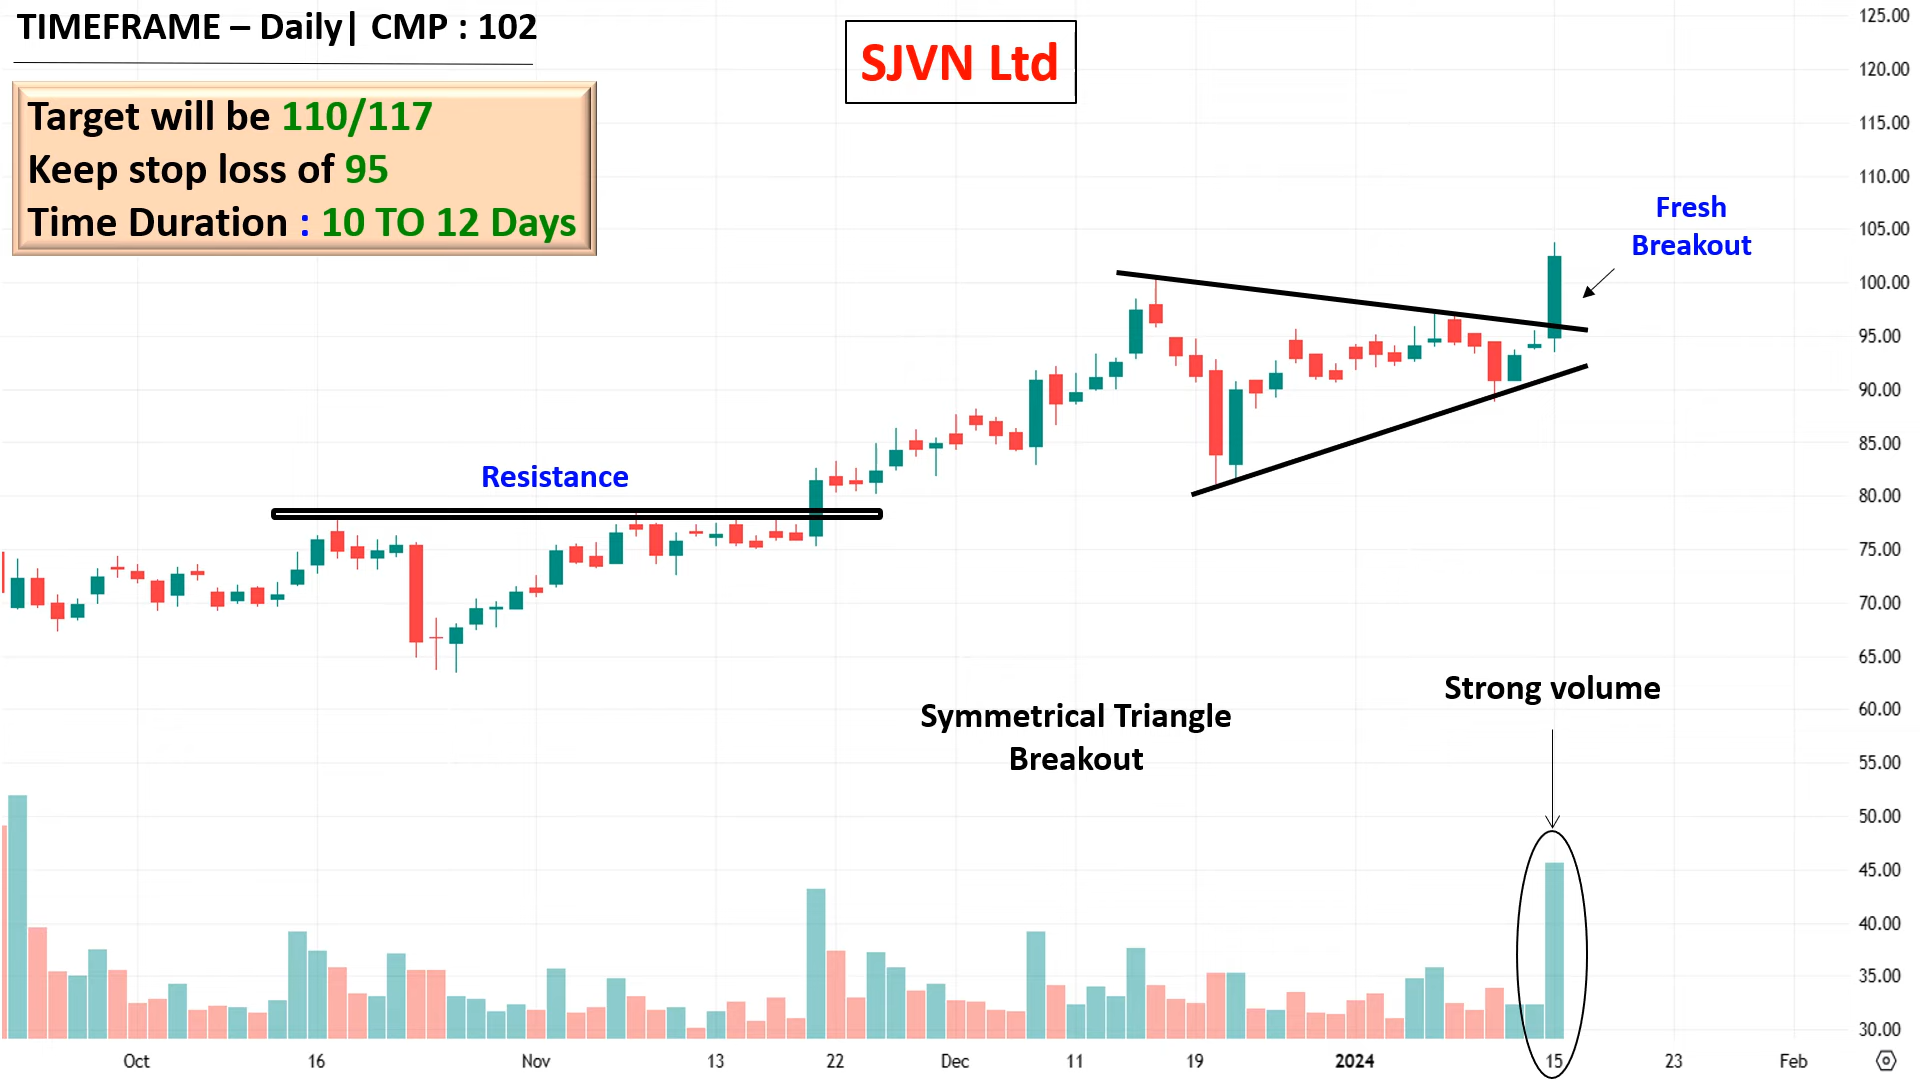 TIMEFRAME – Daily| CMP : 102
SJVN Ltd
Target will be 110/117
Keep stop loss of 95
Time Duration : 10 TO 12 Days
Fresh
Breakout
Resistance
Strong volume
Symmetrical Triangle
Breakout
125.00
120.00
115.00
110.00
105.00
100.00
95.00
90.00
85.00
80.00
75.00
70.00
65.00
60.00
55.00
50.00
45.00
40.00
35.00
30.00
Oct 16 Nov 13 22 Dec 11 19 2024 15 23 Feb